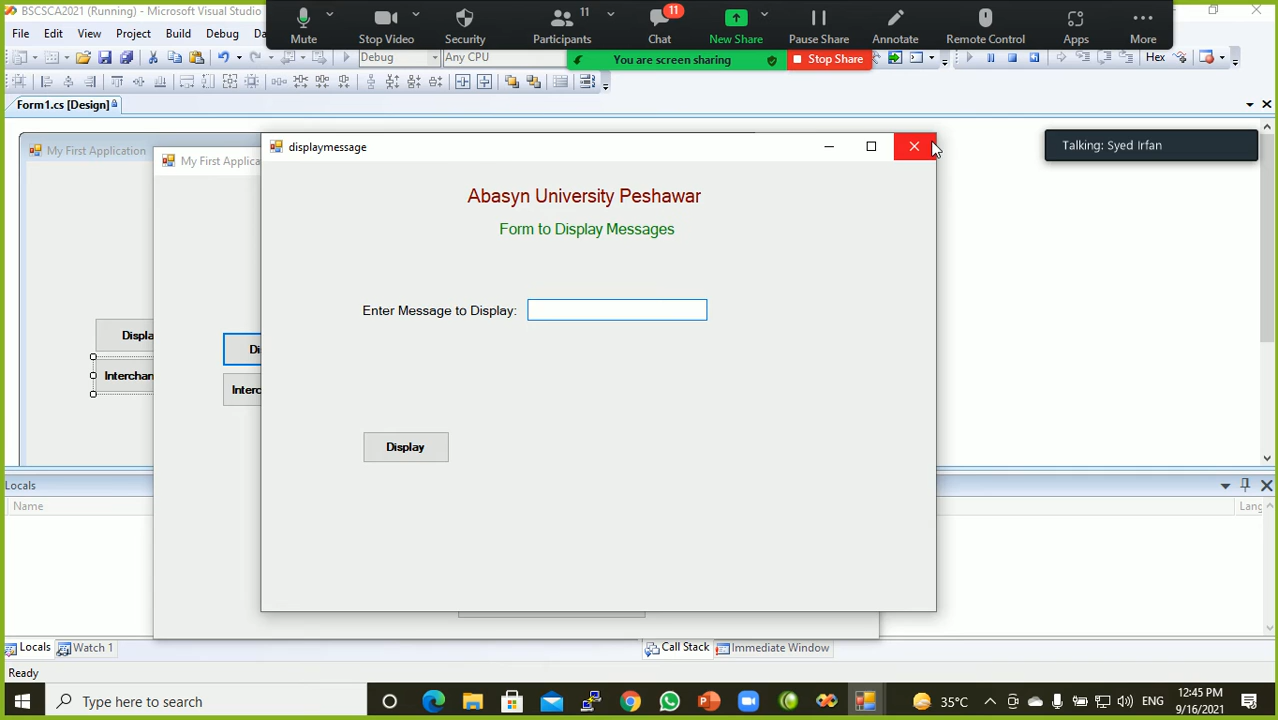 BSCSCA2021 (Running) - Microsoft Visual Studio
File Edit View Project Build Debug Da
Mute
Stop Video
Security
11
Participants
11
Chat
New Share
Pause Share
Annotate
Remote Control
Apps
More
You are screen sharing
Stop Share
Debug
Any CPU
Hex
Form1.cs [Design]
Talking: Syed Irfan
My First Application
My First Applica
displaymessage
Abasyn University Peshawar
Form to Display Messages
Enter Message to Display:
Displa
Di
Interchan
Interc
Display
Locals
Name
Lang
Locals
Watch 1
Call Stack
Immediate Window
Ready
Type here to search
35°C
ENG
12:45 PM
9/16/2021